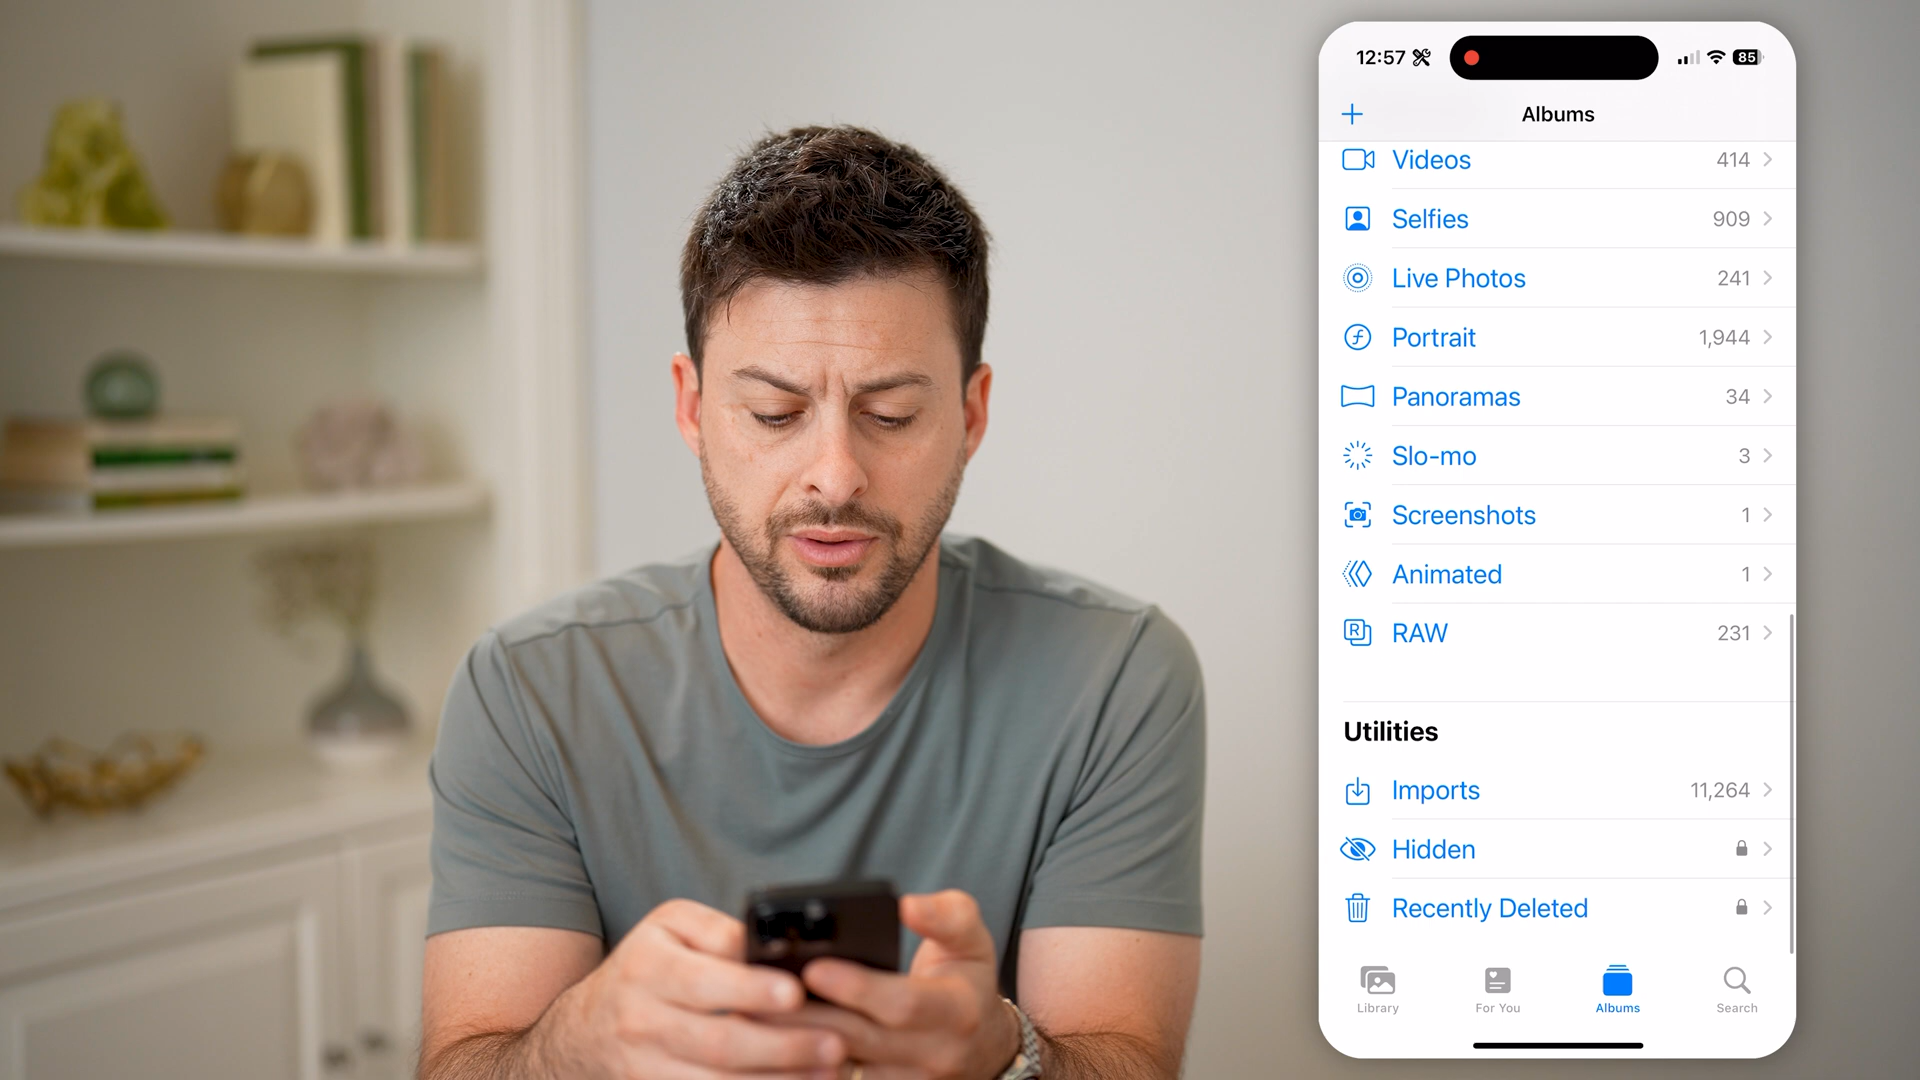 12:57
85
Albums
Videos 414
Selfies 909
Live Photos 241
Portrait 1,944
Panoramas 34
Slo-mo 3
Screenshots 1
Animated 1
RAW 231
Utilities
Imports 11,264
Hidden
Recently Deleted
Library For You Albums Search